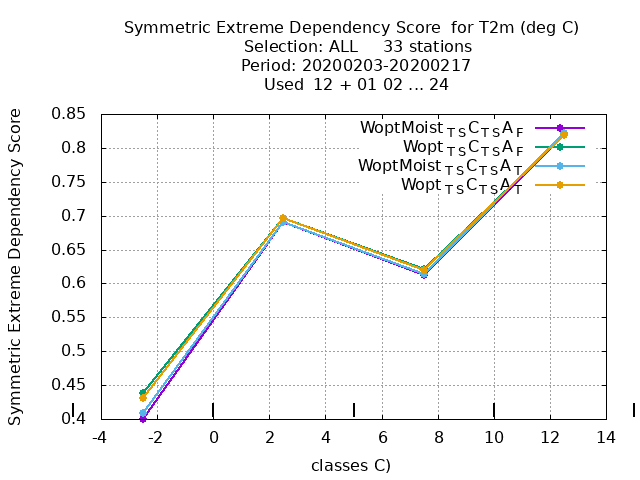 Symmetric Extreme Dependency Score for T2m (deg C)
Selection: ALL 33 stations
Period: 20200203-20200217
Used 12 + 01 02 ... 24
Symmetric Extreme Dependency Score
0.85
0.8
0.75
0.7
0.65
0.6
0.55
0.5
0.45
0.4
WoptMoist TS C TS A F
Wopt TS C TS A F
WoptMoist TS C TS A T
Wopt TS C TS A T
-4 -2 0 2 4 6 8 10 12 14
classes C)